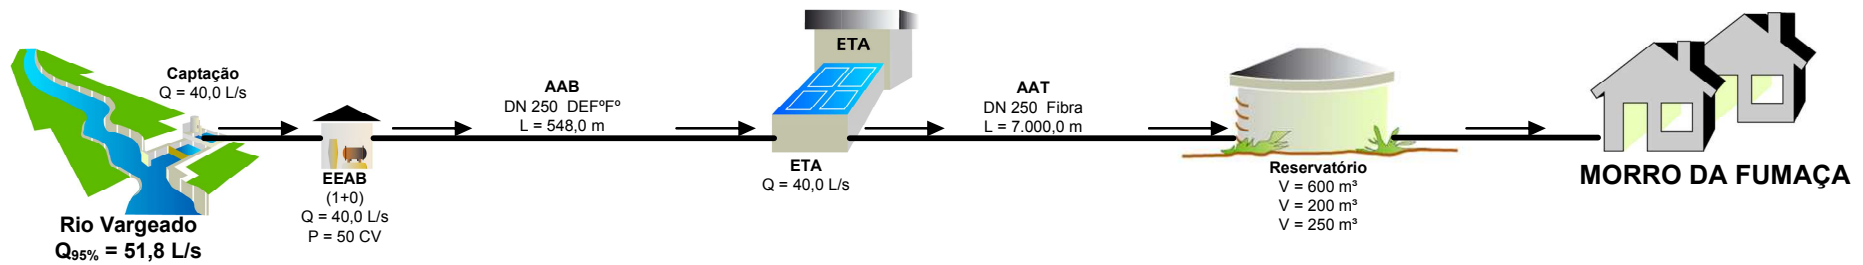 Captação
Q = 40,0 L/s
Rio Vargeado
Q95% = 51,8 L/s
EEAB
(1+0)
Q = 40,0 L/s
P = 50 CV
AAB
DN 250 DEFºFº
L = 548,0 m
ETA
ETA
Q = 40,0 L/s
AAT
DN 250 Fibra
L = 7.000,0 m
Reservatório
V = 600 m³
V = 200 m³
V = 250 m³
MORRO DA FUMAÇA